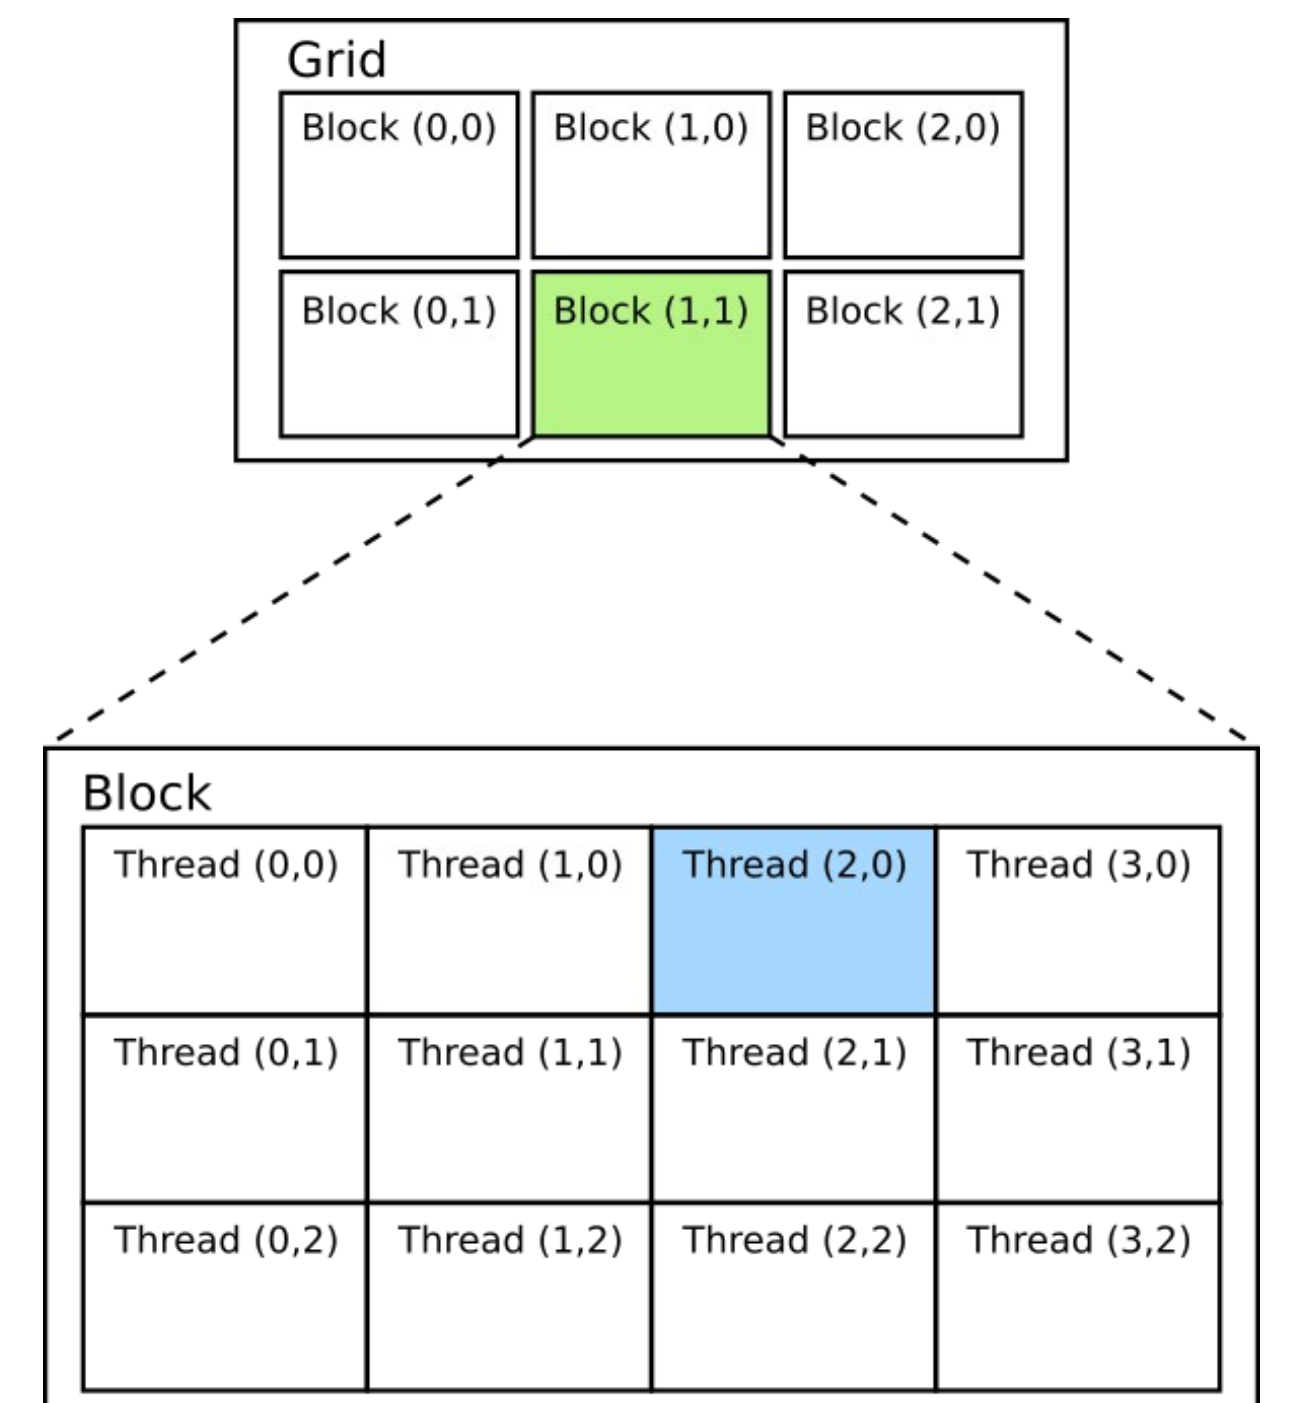 Grid
Block (0,0) Block (1,0) Block (2,0)
Block (0,1) Block (1,1) Block (2,1)
Block
Thread (0,0) Thread (1,0) Thread (2,0) Thread (3,0)
Thread (0,1) Thread (1,1) Thread (2,1) Thread (3,1)
Thread (0,2) Thread (1,2) Thread (2,2) Thread (3,2)